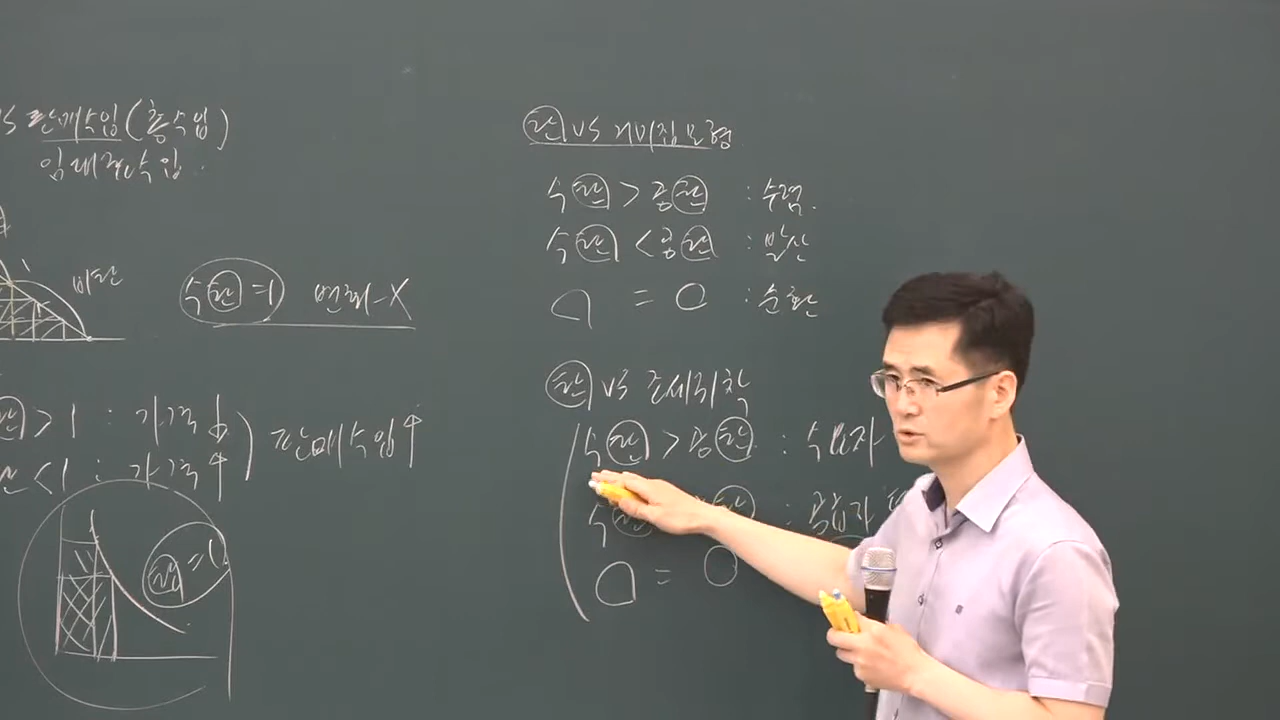 VS 판매수입(총수입)
임대료수입
비탄
수탄=1 변화-X
탄>1 : 가격↓
탄<1 : 가격↑
판매수입↑
탄=1
탄 VS 거미집모형
수탄 > 공탄 : 수렴.
수탄 < 공탄 : 발산
〃 = 〃 : 순환
탄 VS 조세귀착
수탄 > 공탄 : 수요자
수탄 탄 : 공급자
〃 = 〃